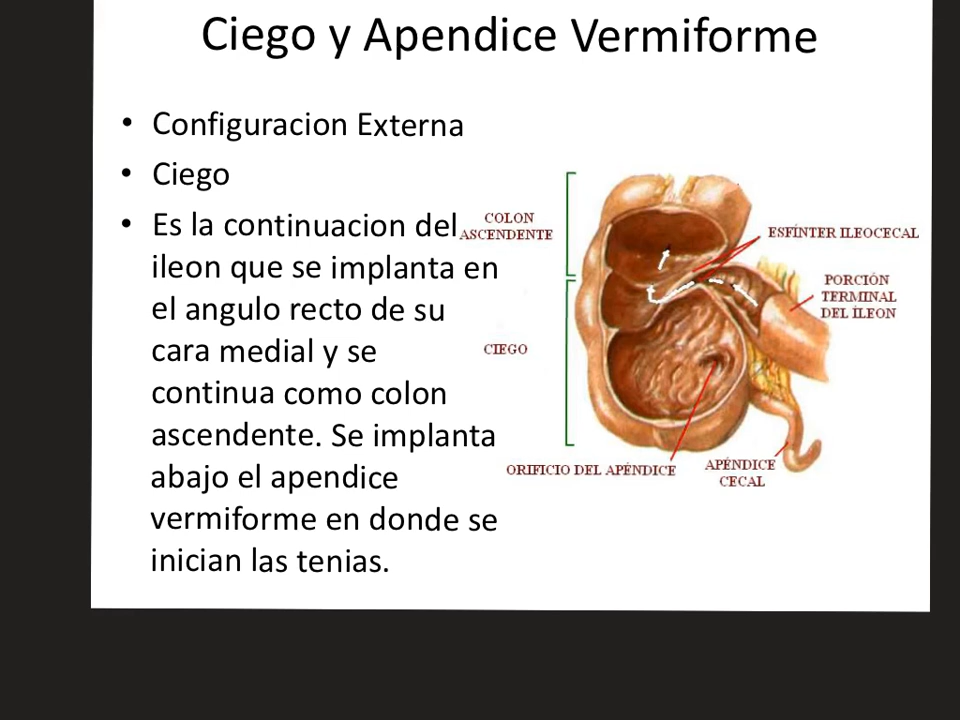 Ciego y Apendice Vermiforme
• Configuracion Externa
• Ciego
• Es la continuacion del
ileon que se implanta en
el angulo recto de su
cara medial y se
continua como colon
ascendente. Se implanta
abajo el apendice
vermiforme en donde se
inician las tenias.
COLON
ASCENDENTE
ESFÍNTER ILEOCECAL
PORCIÓN
TERMINAL
DEL ÍLEON
CIEGO
ORIFICIO DEL APÉNDICE
APÉNDICE
CECAL